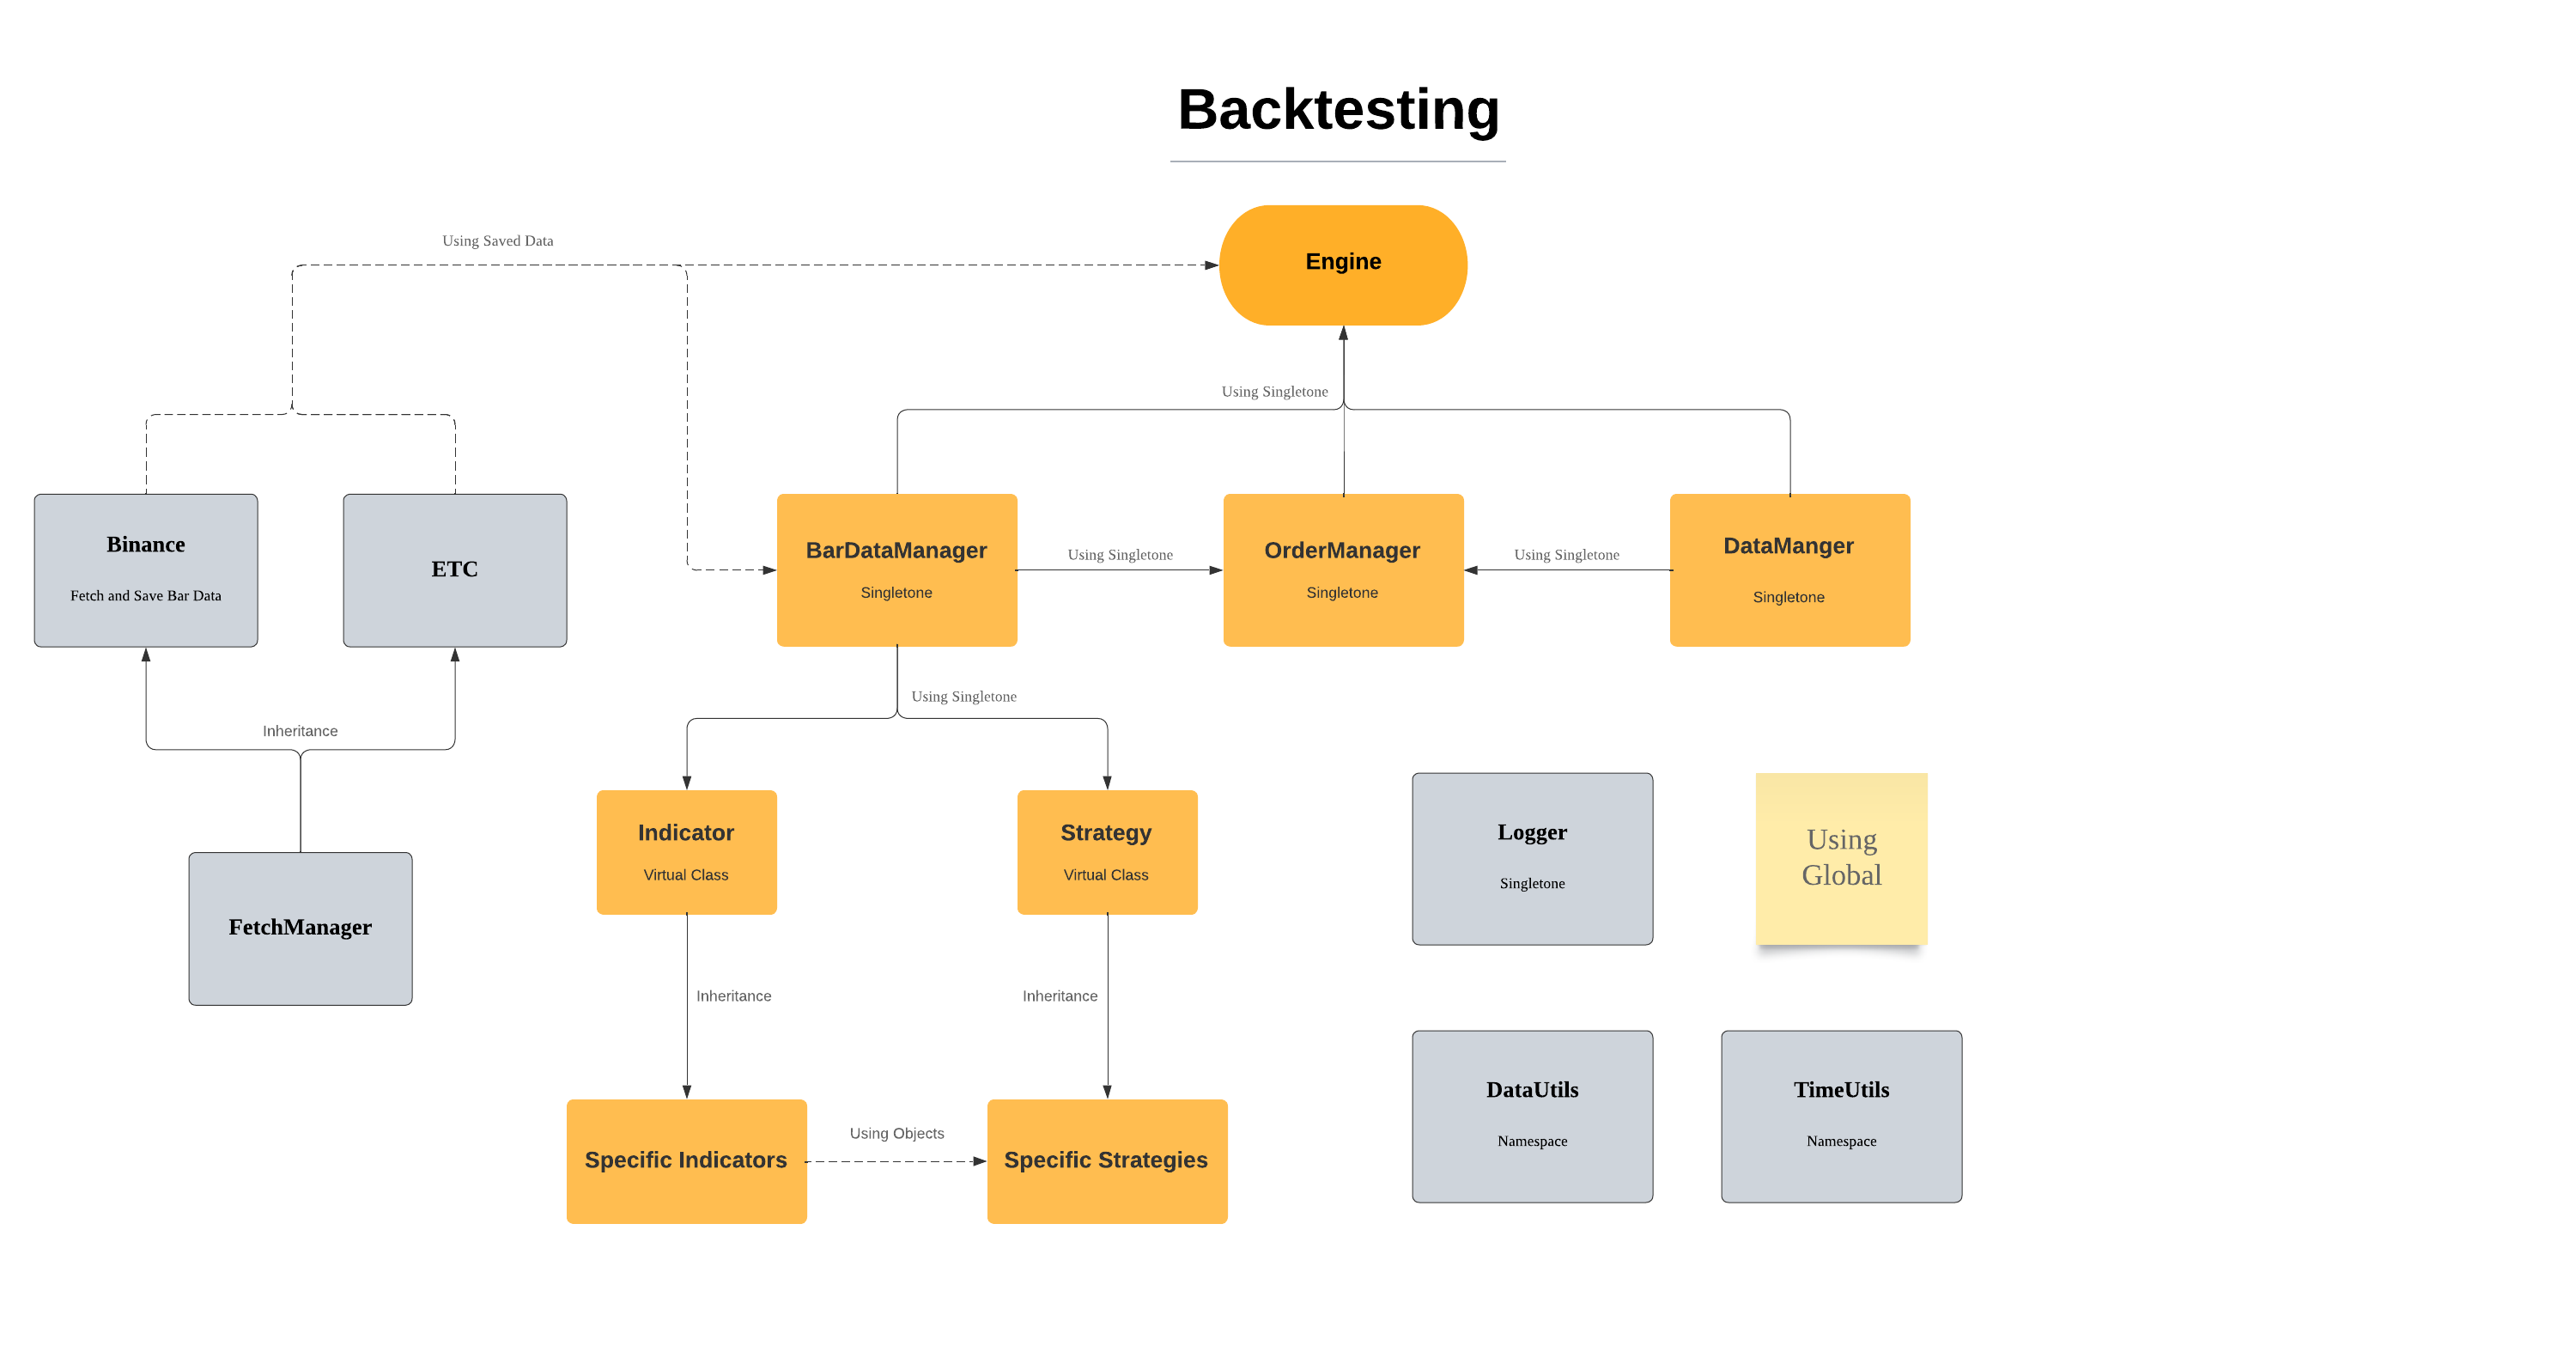 Backtesting
Using Saved Data
Engine
Using Singletone
Binance
Fetch and Save Bar Data
ETC
BarDataManager
Singletone
Using Singletone
OrderManager
Singletone
Using Singletone
DataManger
Singletone
Using Singletone
Inheritance
FetchManager
Indicator
Virtual Class
Strategy
Virtual Class
Logger
Singletone
Using
Global
Inheritance
Inheritance
Specific Indicators
Using Objects
Specific Strategies
DataUtils
Namespace
TimeUtils
Namespace